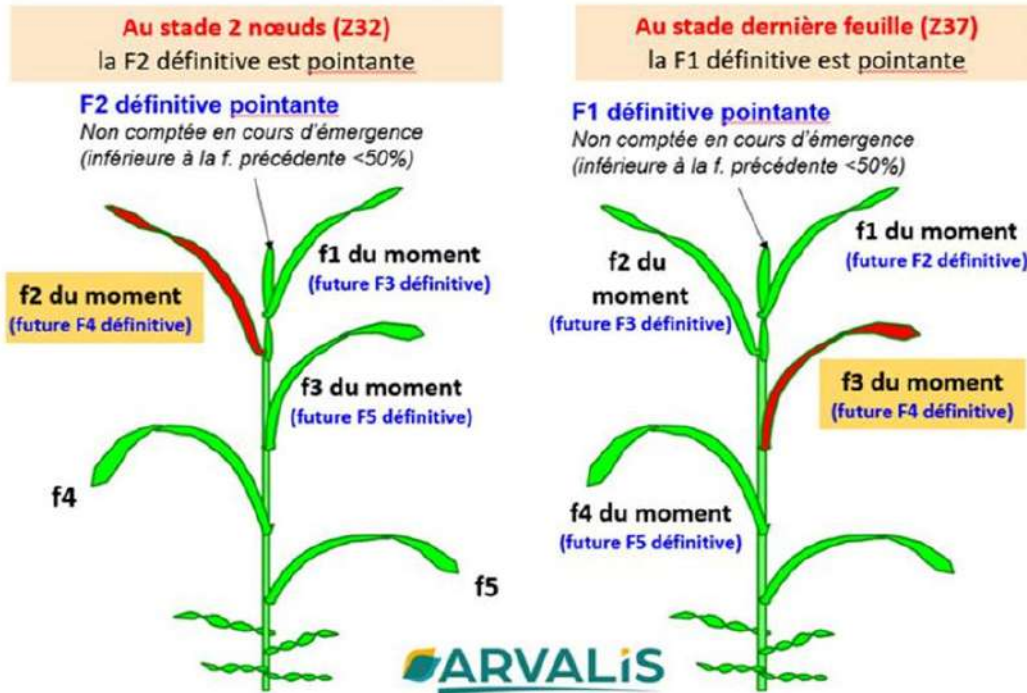 Au stade 2 nœuds (Z32)
la F2 définitive est pointante
F2 définitive pointante
Non comptée en cours d'émergence
(inférieure à la f. précédente <50%)
f1 du moment
(future F3 définitive)
f2 du moment
(future F4 définitive)
f3 du moment
(future F5 définitive)
f4
f5
Au stade dernière feuille (Z37)
la F1 définitive est pointante
F1 définitive pointante
Non comptée en cours d'émergence
(inférieure à la f. précédente <50%)
f1 du moment
(future F2 définitive)
f2 du
moment
(future F3 définitive)
f3 du moment
(future F4 définitive)
f4 du moment
(future F5 définitive)
ARVALiS